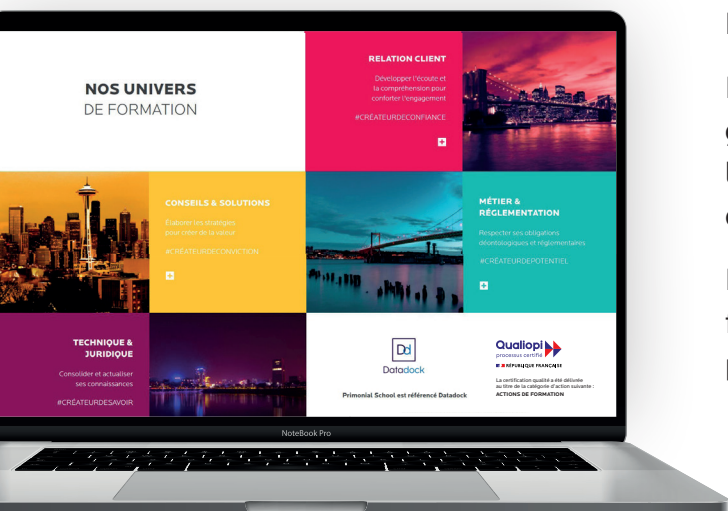 NOS UNIVERS
DE FORMATION
RELATION CLIENT
Développer l'écoute et
la compréhension pour
conforter l'engagement
#CRÉATEURDECONFIANCE
CONSEILS & SOLUTIONS
Élaborer les stratégies
pour créer de la valeur
#CRÉATEURDECONVICTION
MÉTIER &
RÉGLEMENTATION
Respecter ses obligations
déontologiques et réglementaires
#CRÉATEURDEPOTENTIEL
TECHNIQUE &
JURIDIQUE
Consolider et actualiser
ses connaissances
#CRÉATEURDESAVOIR
Dd
Datadock
Primonial School est référencé Datadock
Qualiopi
processus certifié
RÉPUBLIQUE FRANÇAISE
La certification qualité a été délivrée
au titre de la catégorie d'action suivante :
ACTIONS DE FORMATION
NoteBook Pro